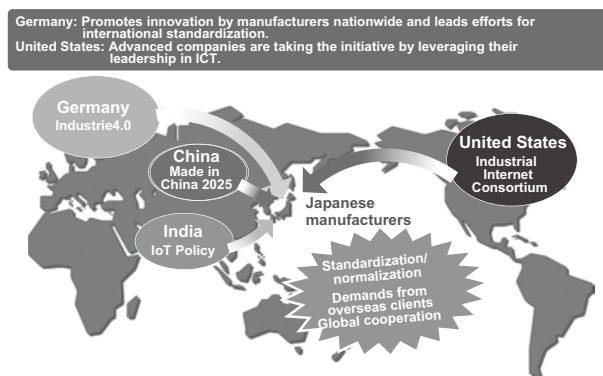 Germany: Promotes innovation by manufacturers nationwide and leads efforts for
international standardization.
United States: Advanced companies are taking the initiative by leveraging their
leadership in ICT.
Germany
Industrie4.0
China
Made in
China 2025
India
IoT Policy
United States
Industrial
Internet
Consortium
Japanese
manufacturers
Standardization/
normalization
Demands from
overseas clients
Global cooperation